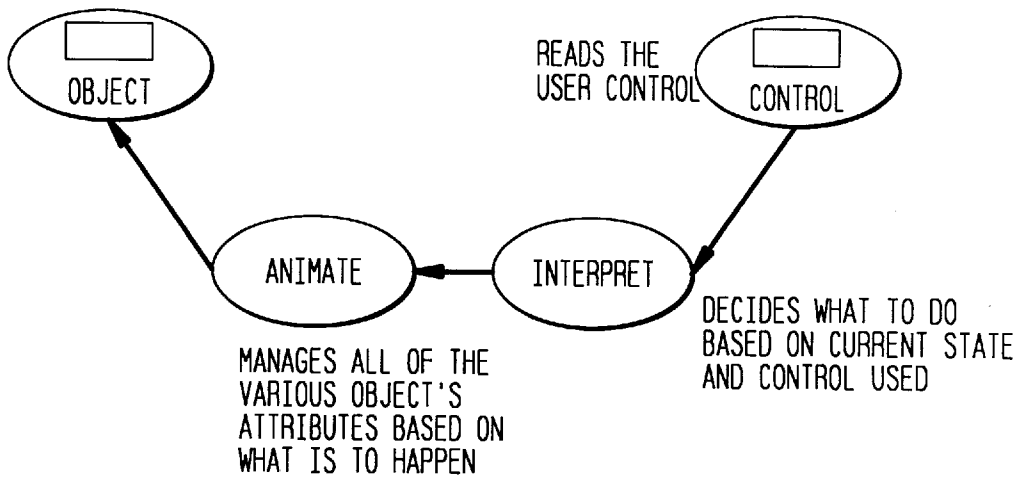 OBJECT
READS THE
USER CONTROL
CONTROL
ANIMATE
INTERPRET
MANAGES ALL OF THE
VARIOUS OBJECT'S
ATTRIBUTES BASED ON
WHAT IS TO HAPPEN
DECIDES WHAT TO DO
BASED ON CURRENT STATE
AND CONTROL USED